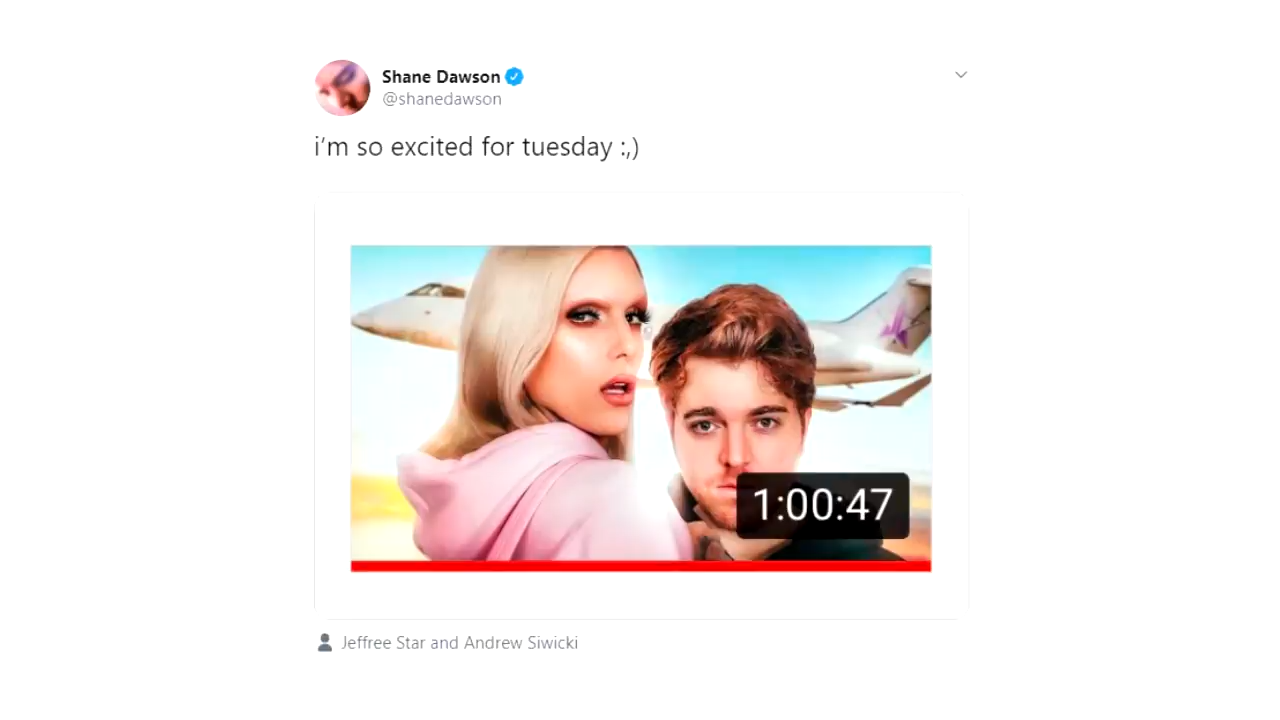 Shane Dawson
@shanedawson
i'm so excited for tuesday :,)
1:00:47
Jeffree Star and Andrew Siwicki